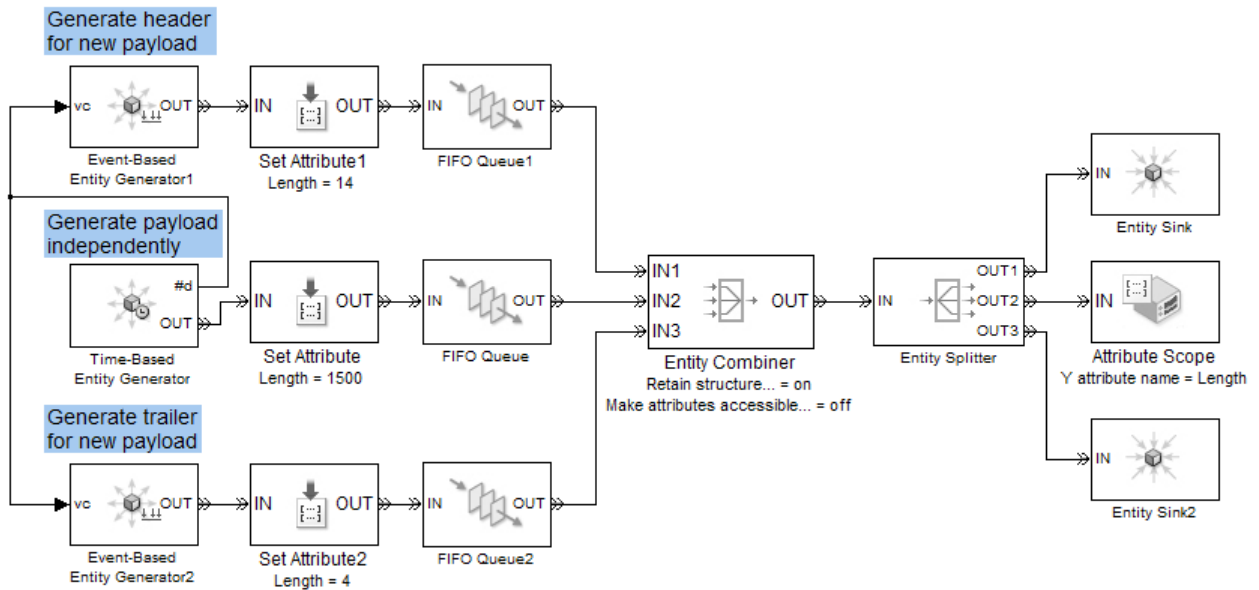 Generate header
for new payload
vc
OUT
Event-Based
Entity Generator1
IN
[...]
OUT
Set Attribute1
Length = 14
IN
OUT
FIFO Queue1
Generate payload
independently
#d
OUT
Time-Based
Entity Generator
IN
[...]
OUT
Set Attribute
Length = 1500
IN
OUT
FIFO Queue
Generate trailer
for new payload
vc
OUT
Event-Based
Entity Generator2
IN
[...]
OUT
Set Attribute2
Length = 4
IN
OUT
FIFO Queue2
IN1
IN2
IN3
OUT
Entity Combiner
Retain structure... = on
Make attributes accessible... = off
IN
OUT1
OUT2
OUT3
Entity Splitter
IN
Entity Sink
IN
[...]
Attribute Scope
Y attribute name = Length
IN
Entity Sink2